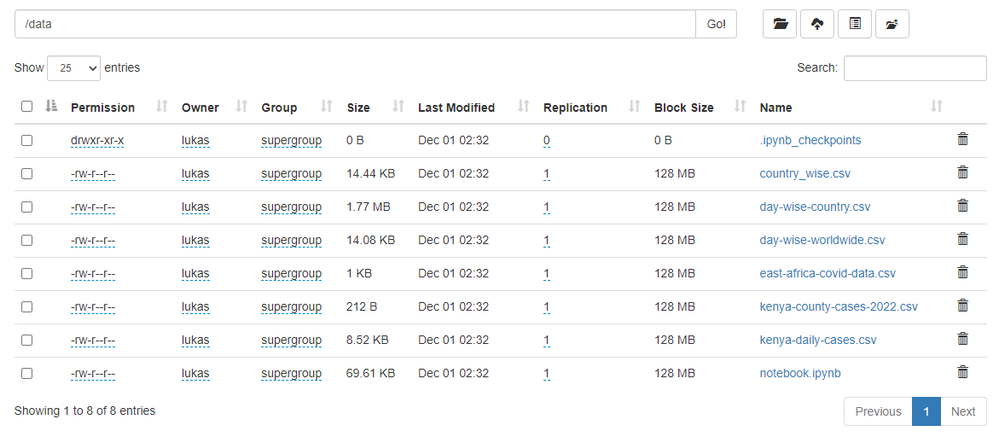 /data Go!
Show 25 entries Search:
Permission Owner Group Size Last Modified Replication Block Size Name
drwxr-xr-x lukas supergroup 0 B Dec 01 02:32 0 0 B .ipynb_checkpoints
-rw-r--r-- lukas supergroup 14.44 KB Dec 01 02:32 1 128 MB country_wise.csv
-rw-r--r-- lukas supergroup 1.77 MB Dec 01 02:32 1 128 MB day-wise-country.csv
-rw-r--r-- lukas supergroup 14.08 KB Dec 01 02:32 1 128 MB day-wise-worldwide.csv
-rw-r--r-- lukas supergroup 1 KB Dec 01 02:32 1 128 MB east-africa-covid-data.csv
-rw-r--r-- lukas supergroup 212 B Dec 01 02:32 1 128 MB kenya-county-cases-2022.csv
-rw-r--r-- lukas supergroup 8.52 KB Dec 01 02:32 1 128 MB kenya-daily-cases.csv
-rw-r--r-- lukas supergroup 69.61 KB Dec 01 02:32 1 128 MB notebook.ipynb
Showing 1 to 8 of 8 entries Previous 1 Next